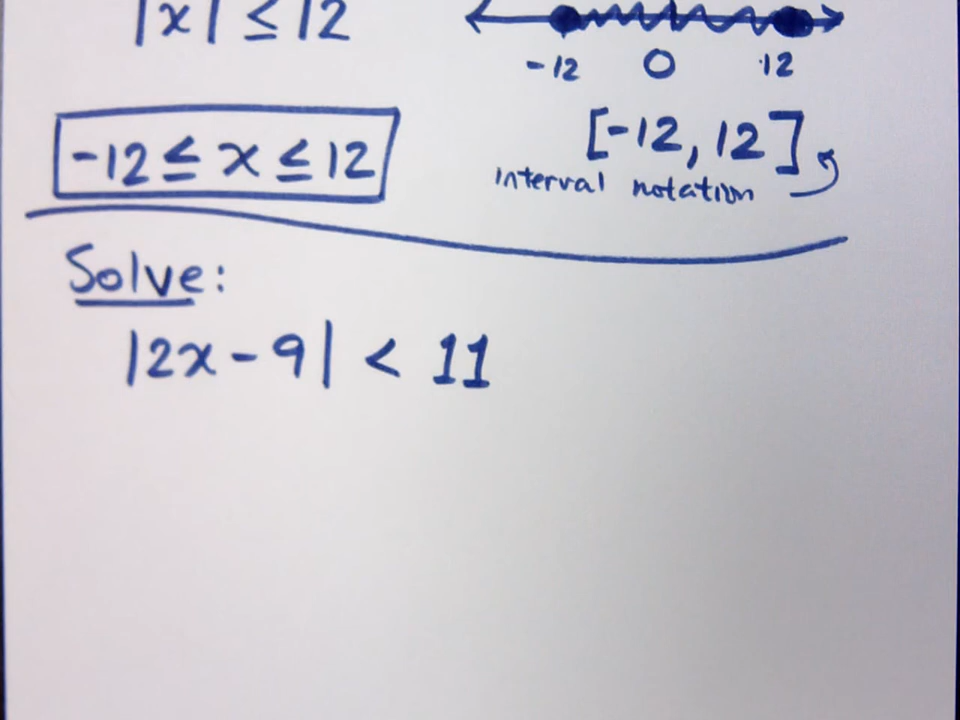 |x| ≤ 12
-12 0 12
-12 ≤ x ≤ 12
[-12, 12]
interval notation
Solve:
|2x - 9| < 11